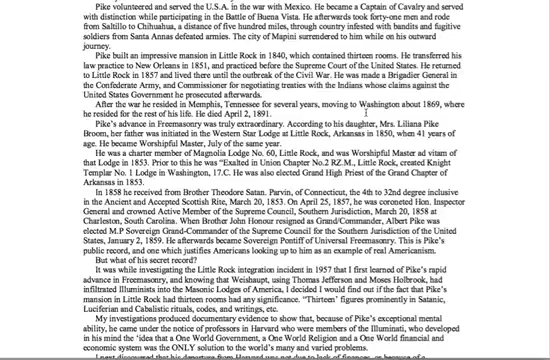 Pike volunteered and served the U.S.A. in the war with Mexico. He became a Captain of Cavalry and served
with distinction while participating in the Battle of Buena Vista. He afterwards took forty-one men and rode
from Saltillo to Chihuahua, a distance of five hundred miles, through country infested with bandits and fugitive
soldiers from Santa Annas defeated armies. The city of Mapini surrendered to him while on his outward
journey.
Pike built an impressive mansion in Little Rock in 1840, which contained thirteen rooms. He transferred his
law practice to New Orleans in 1851, and practiced before the Supreme Court of the United States. He returned
to Little Rock in 1857 and lived there until the outbreak of the Civil War. He was made a Brigadier General in
the Confederate Army, and Commissioner for negotiating treaties with the Indians whose claims against the
United States Government he prosecuted afterwards.
After the war he resided in Memphis, Tennessee for several years, moving to Washington about 1869, where
he resided for the rest of his life. He died April 2, 1891.
Pike's advance in Freemasonry was truly extraordinary. According to his daughter, Mrs. Liliana Pike
Broom, her father was initiated in the Western Star Lodge at Little Rock, Arkansas in 1850, when 41 years of
age. He became Worshipful Master, July of the same year.
He was a charter member of Magnolia Lodge No. 60, Little Rock, and was Worshipful Master ad vitam of
that Lodge in 1853. Prior to this he was "Exalted in Union Chapter No.2 RZ.M., Little Rock, created Knight
Templar No. 1 Lodge in Washington, 17.C. He was also elected Grand High Priest of the Grand Chapter of
Arkansas in 1853.
In 1858 he received from Brother Theodore Satan. Parvin, of Connecticut, the 4th to 32nd degree inclusive
in the Ancient and Accepted Scottish Rite, March 20, 1853. On April 25, 1857, he was coroneted Hon. Inspector
General and crowned Active Member of the Supreme Council, Southern Jurisdiction, March 20, 1858 at
Charleston, South Carolina. When Brother John Honour resigned as Grand/Commander, Albert Pike was
elected M.P Sovereign Grand-Commander of the Supreme Council for the Southern Jurisdiction of the United
States, January 2, 1859. He afterwards became Sovereign Pontiff of Universal Freemasonry. This is Pike's
public record, and one which justifies Americans looking up to him as an example of real Americanism.
But what of his secret record?
It was while investigating the Little Rock integration incident in 1957 that I first learned of Pike's rapid
advance in Freemasonry, and knowing that Weishaupt, using Thomas Jefferson and Moses Holbrook, had
infiltrated Illuminists into the Masonic Lodges of America, I decided I would find out if the fact that Pike's
mansion in Little Rock had thirteen rooms had any significance. "Thirteen' figures prominently in Satanic,
Luciferian and Cabalistic rituals, codes, and writings, etc.
My investigations produced documentary evidence to show that, because of Pike's exceptional mental
ability, he came under the notice of professors in Harvard who were members of the Illuminati, who developed
in his mind the 'idea that a One World Government, a One World Religion and a One World financial and
economic system was the ONLY solution to the world's many and varied problems.
I next discovered that his departure from Harvard was not due to lack of finances, or because of a